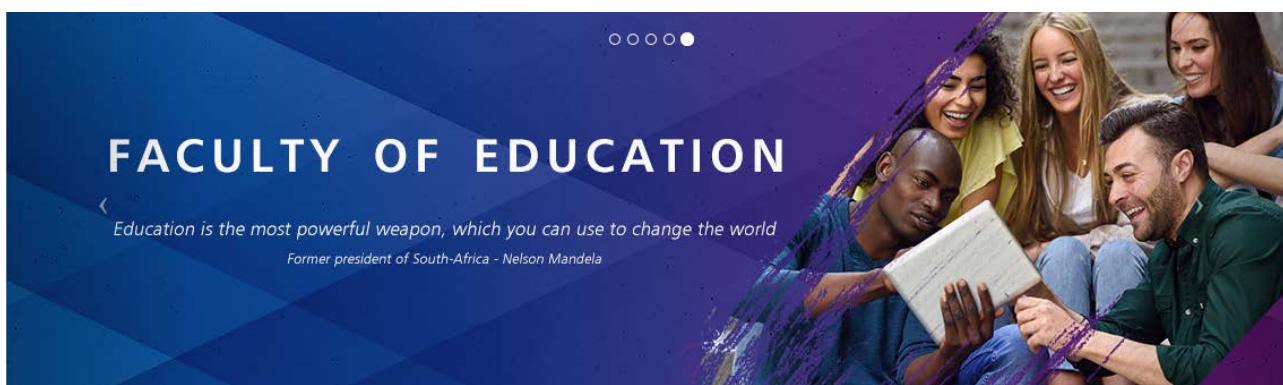 FACULTY OF EDUCATION
Education is the most powerful weapon, which you can use to change the world
Former president of South-Africa - Nelson Mandela